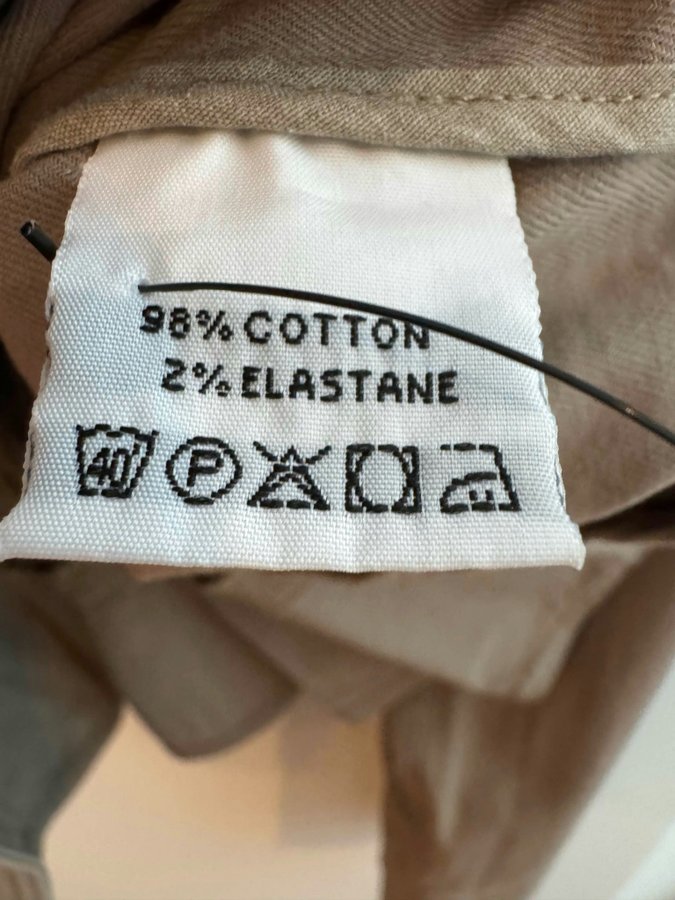 98% COTTON
2% ELASTANE
40° P